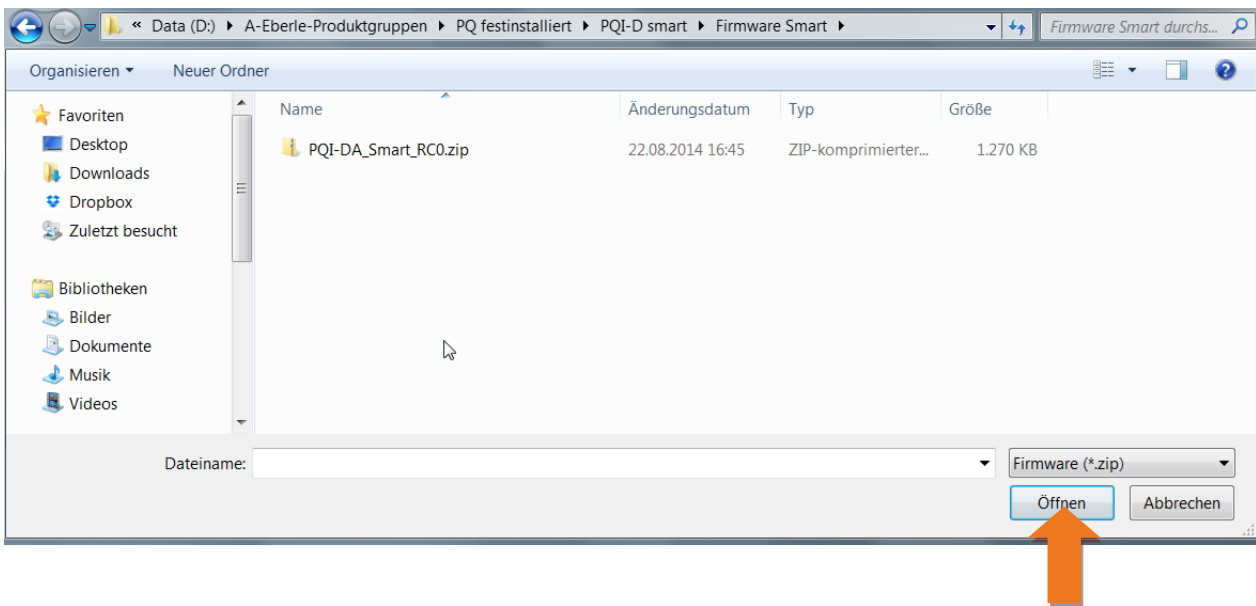 « Data (D:) ▸ A-Eberle-Produktgruppen ▸ PQ festinstalliert ▸ PQI-D smart ▸ Firmware Smart ▸ Firmware Smart durchs...
Organisieren Neuer Ordner
Name Änderungsdatum Typ Größe
Favoriten
Desktop
Downloads
Dropbox
Zuletzt besucht
Bibliotheken
Bilder
Dokumente
Musik
Videos
PQI-DA_Smart_RC0.zip 22.08.2014 16:45 ZIP-komprimierter... 1.270 KB
Dateiname: Firmware (*.zip)
Öffnen Abbrechen